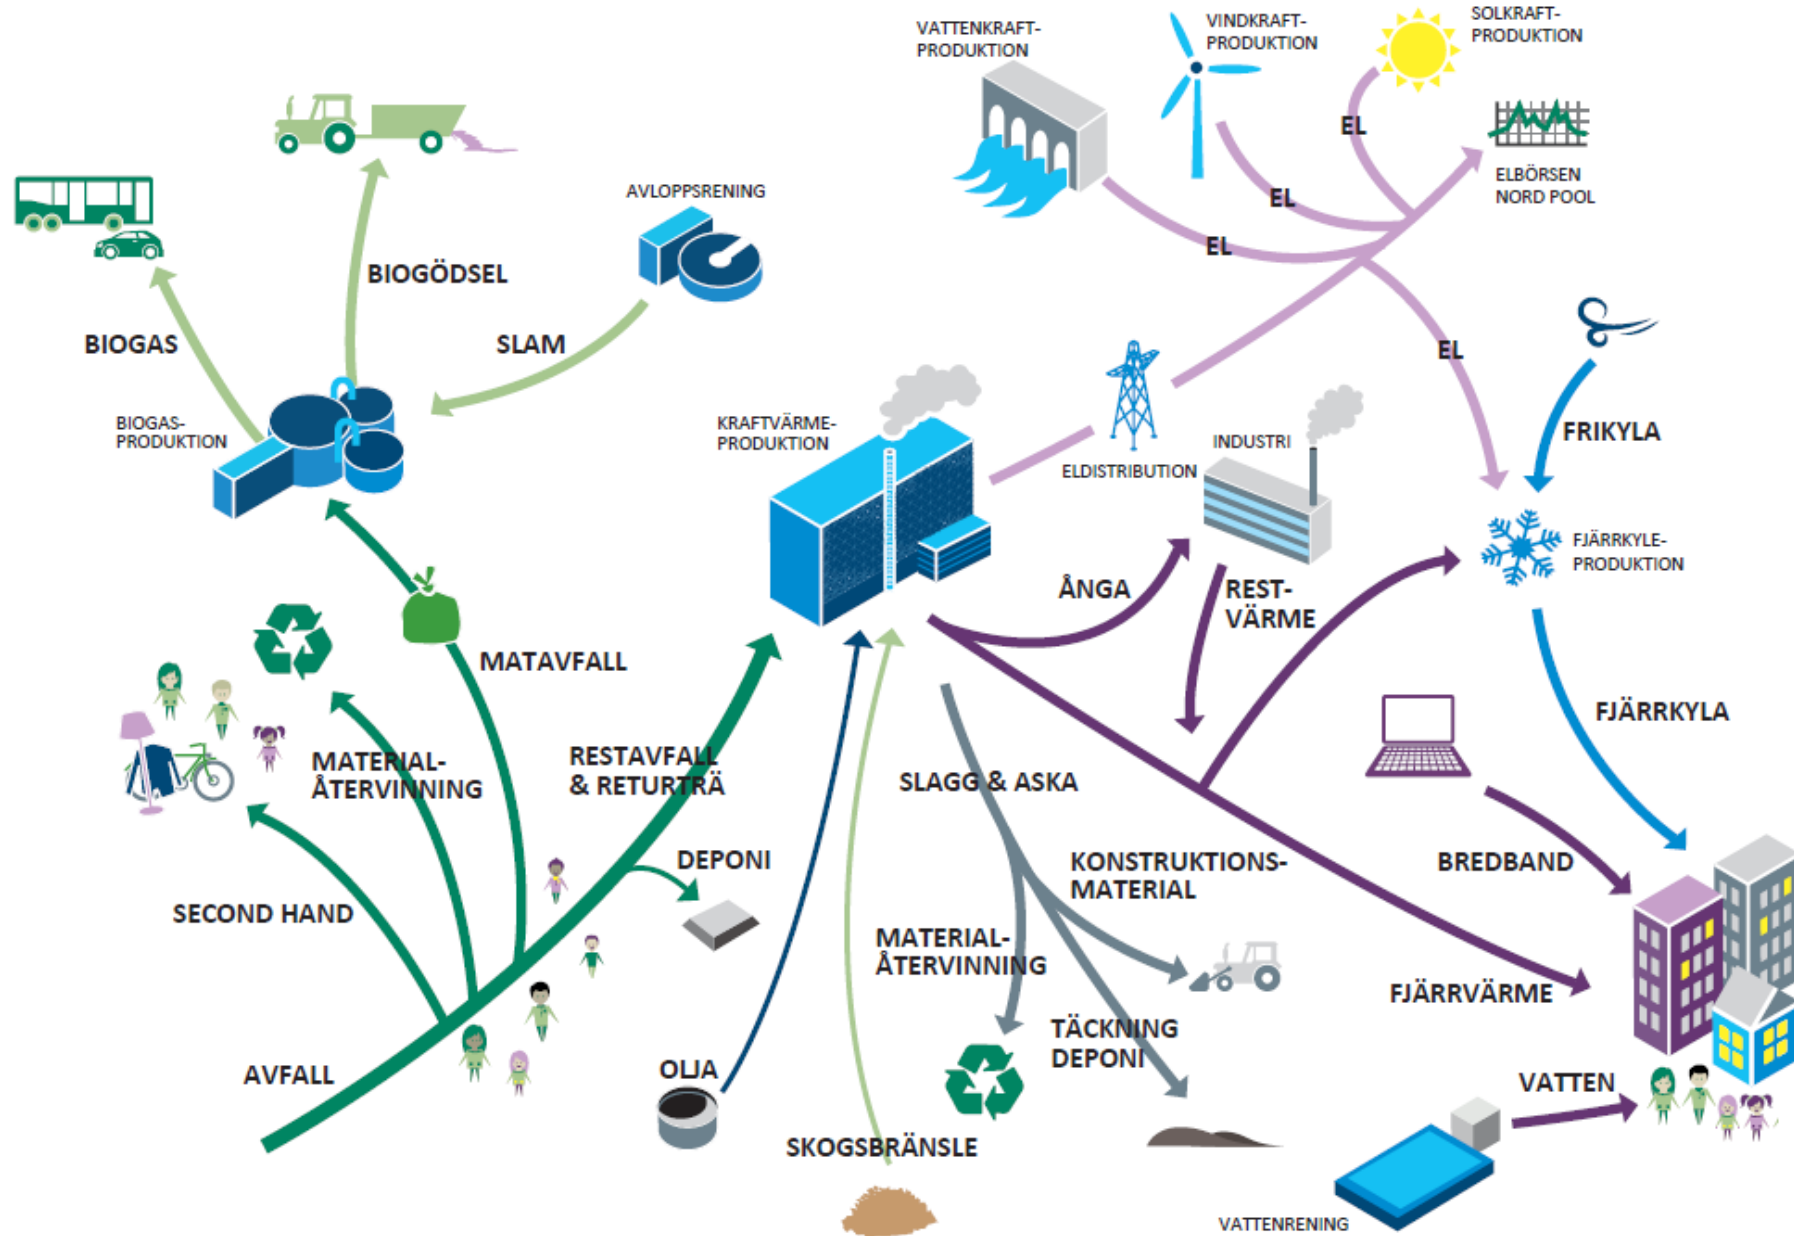 VATTENKRAFT-
PRODUKTION
VINDKRAFT-
PRODUKTION
SOLKRAFT-
PRODUKTION
EL
EL
EL
EL
ELBÖRSEN
NORD POOL
AVLOPPSRENING
BIOGÖDSEL
BIOGAS
SLAM
BIOGAS-
PRODUKTION
KRAFTVÄRME-
PRODUKTION
ELDISTRIBUTION
INDUSTRI
FRIKYLA
FJÄRRKYLE-
PRODUKTION
ÅNGA
REST-
VÄRME
MATAVFALL
MATERIAL-
ÅTERVINNING
RESTAVFALL
& RETURTRÄ
SLAGG & ASKA
FJÄRRKYLA
SECOND HAND
DEPONI
KONSTRUKTIONS-
MATERIAL
BREDBAND
MATERIAL-
ÅTERVINNING
FJÄRRVÄRME
TÄCKNING
DEPONI
AVFALL
OLJA
VATTEN
SKOGSBRÄNSLE
VATTENRENING